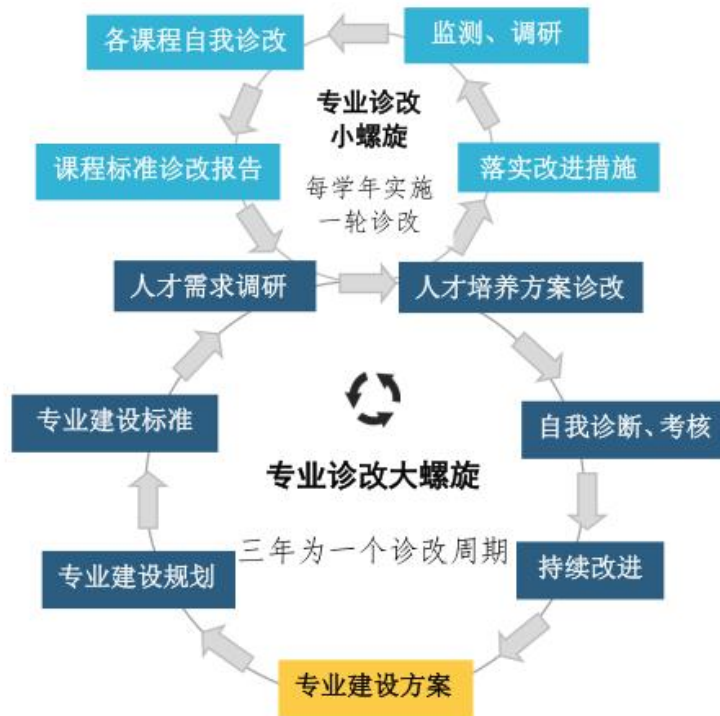 各课程自我诊改
监测、调研
专业诊改
小螺旋
课程标准诊改报告
落实改进措施
每学年实施
一轮诊改
人才需求调研
人才培养方案诊改
专业建设标准
自我诊断、考核
专业诊改大螺旋
三年为一个诊改周期
专业建设规划
持续改进
专业建设方案